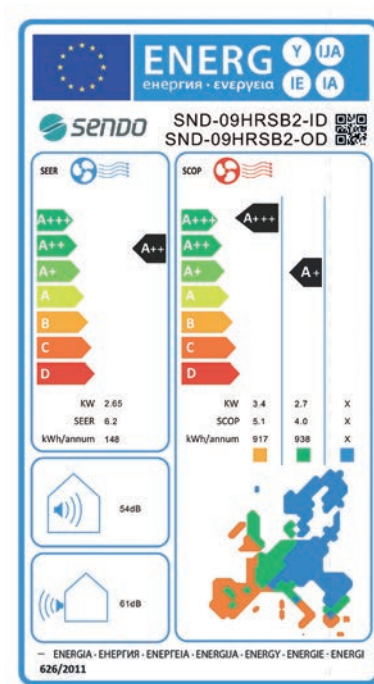 ENERG Y IJA
енергия · ενεργεια IE IA
SENDO
SND-09HRSB2-ID
SND-09HRSB2-OD
SEER
A+++
A++
A+
A
B
C
D
A++
KW 2.65
SEER 6.2
kWh/annum 148
SCOP
A+++
A++
A+
A
B
C
D
A+++
A+
KW 3.4 2.7 X
SCOP 5.1 4.0 X
kWh/annum 917 938 X
54dB
61dB
– ENERGIA · ЕНЕРГИЯ · ΕΝΕΡΓΕΙΑ · ENERGIJA · ENERGY · ENERGIE · ENERGI
626/2011